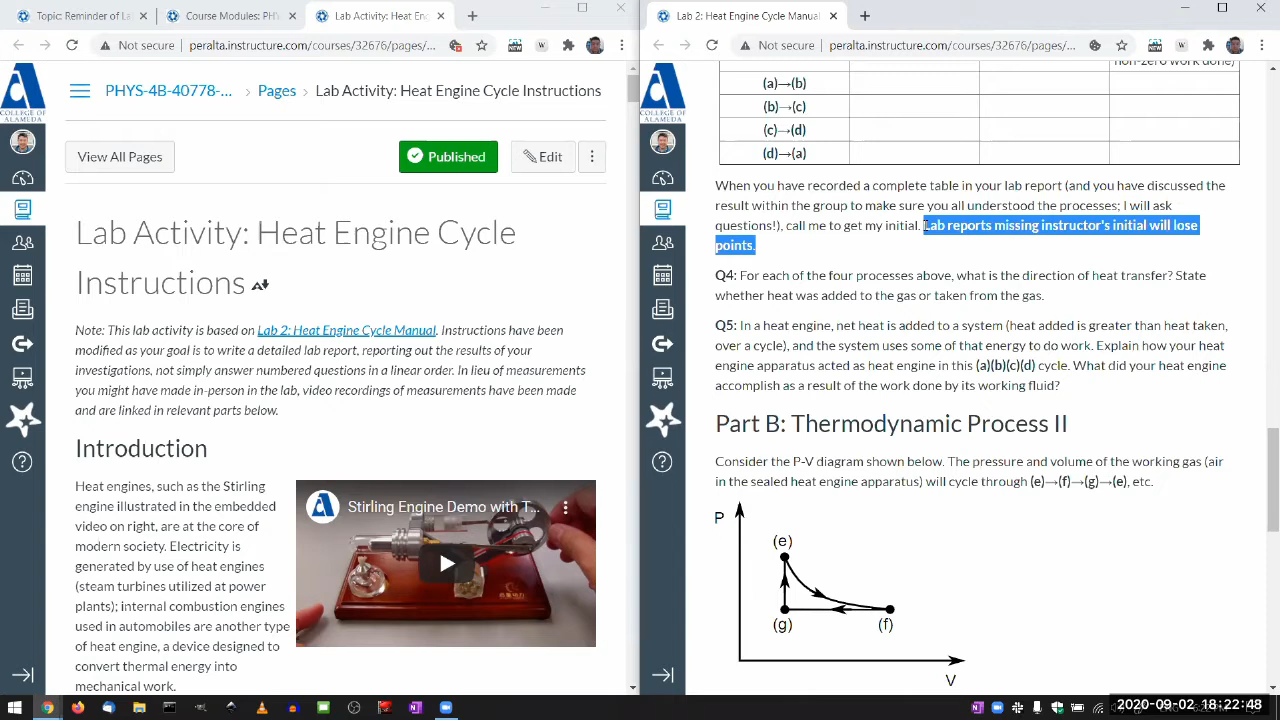 Topic: Reminder of La
Course Modules: PH
Lab Activity: Heat Eng
Not secure
peralta.instructure.com/courses/32676/pages/...
PHYS-4B-40778-...
Pages
Lab Activity: Heat Engine Cycle Instructions
COLLEGE OF ALAMEDA
View All Pages
Published
Edit
Lab Activity: Heat Engine Cycle
Instructions
Note: This lab activity is based on Lab 2: Heat Engine Cycle Manual. Instructions have been
modified as your goal is to write a detailed lab report, reporting out the results of your
investigations, not simply answer numbered questions in a linear order. In lieu of measurements
you might have made in-person in the lab, video recordings of measurements have been made
and are linked in relevant parts below.
Introduction
Heat engines, such as the Stirling
engine illustrated in the embedded
video on right, are at the core of
modern society. Electricity is
generated by use of heat engines
(steam turbines utilized at power
plants); internal combustion engines
used in automobiles are another type
of heat engine, a device designed to
convert thermal energy into
mechanical work.
Stirling Engine Demo with T...
Lab 2: Heat Engine Cycle Manual
Not secure
peralta.instructure.com/courses/32676/pages/...
COLLEGE OF ALAMEDA
non-zero work done)
(a)→(b)
(b)→(c)
(c)→(d)
(d)→(a)
When you have recorded a complete table in your lab report (and you have discussed the
result within the group to make sure you all understood the processes; I will ask
questions!), call me to get my initial. Lab reports missing instructor's initial will lose
points.
Q4: For each of the four processes above, what is the direction of heat transfer? State
whether heat was added to the gas or taken from the gas.
Q5: In a heat engine, net heat is added to a system (heat added is greater than heat taken,
over a cycle), and the system uses some of that energy to do work. Explain how your heat
engine apparatus acted as heat engine in this (a)(b)(c)(d) cycle. What did your heat engine
accomplish as a result of the work done by its working fluid?
Part B: Thermodynamic Process II
Consider the P-V diagram shown below. The pressure and volume of the working gas (air
in the sealed heat engine apparatus) will cycle through (e)→(f)→(g)→(e), etc.
P
(e)
(g)
(f)
V
2020-09-02 18:22:48